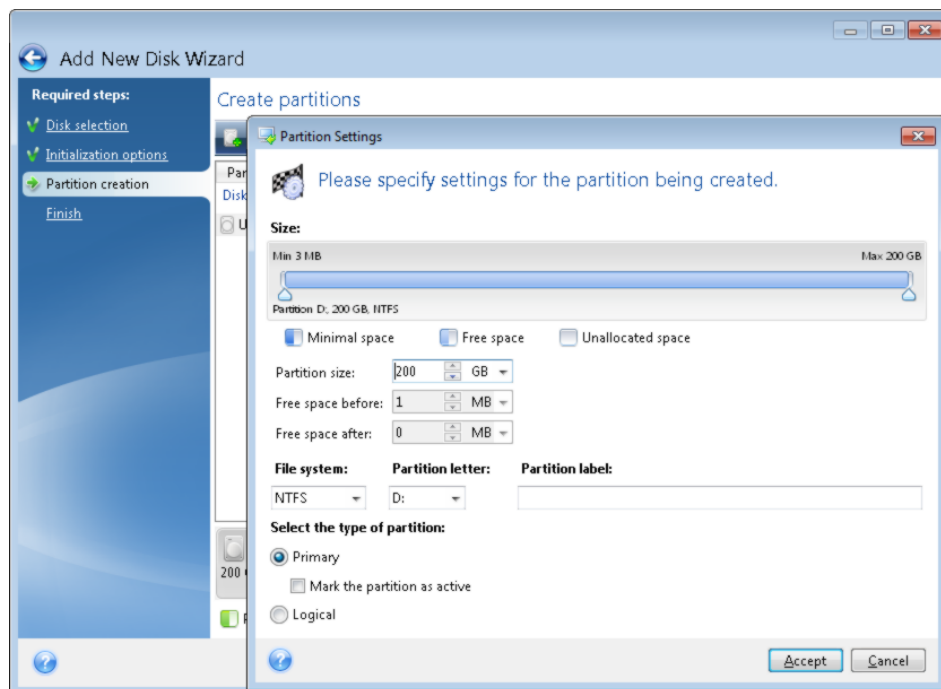 Add New Disk Wizard
Required steps:
Disk selection
Initialization options
Partition creation
Finish
Create partitions
Par
Disk
U
200
Partition Settings
Please specify settings for the partition being created.
Size:
Min 3 MB Max 200 GB
Partition D:, 200 GB, NTFS
Minimal space Free space Unallocated space
Partition size: 200 GB
Free space before: 1 MB
Free space after: 0 MB
File system: Partition letter: Partition label:
NTFS D:
Select the type of partition:
Primary
Mark the partition as active
Logical
Accept Cancel